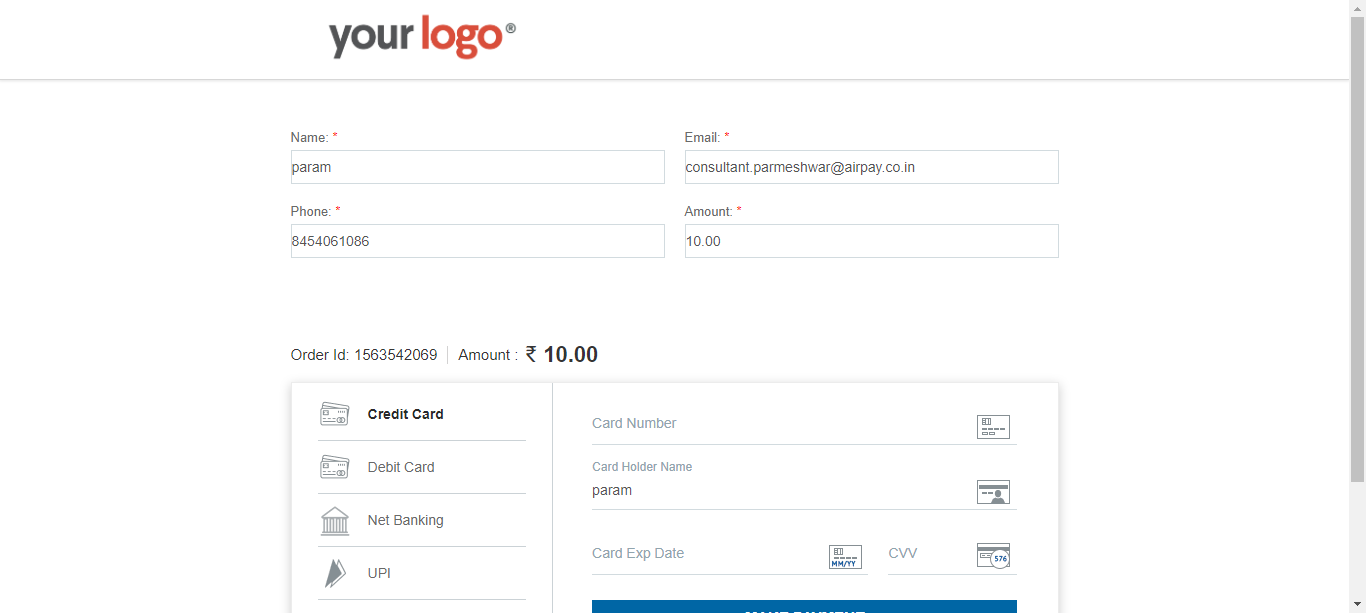 your logo®
Name: * Email: *
param consultant.parmeshwar@airpay.co.in
Phone: * Amount: *
8454061086 10.00
Order Id: 1563542069 Amount : ₹ 10.00
Credit Card
Card Number
Debit Card
Card Holder Name
param
Net Banking
Card Exp Date MM/YY CVV 576
UPI
MAKE PAYMENT